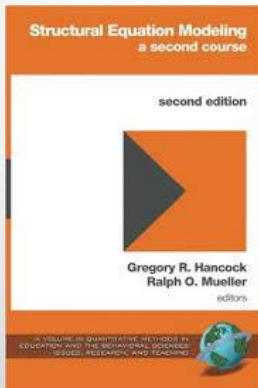 Structural Equation Modeling
a second course
second edition
Gregory R. Hancock
Ralph O. Mueller
editors
A VOLUME IN QUANTITATIVE METHODS IN
EDUCATION AND THE BEHAVIORAL SCIENCES:
ISSUES, RESEARCH, AND TEACHING